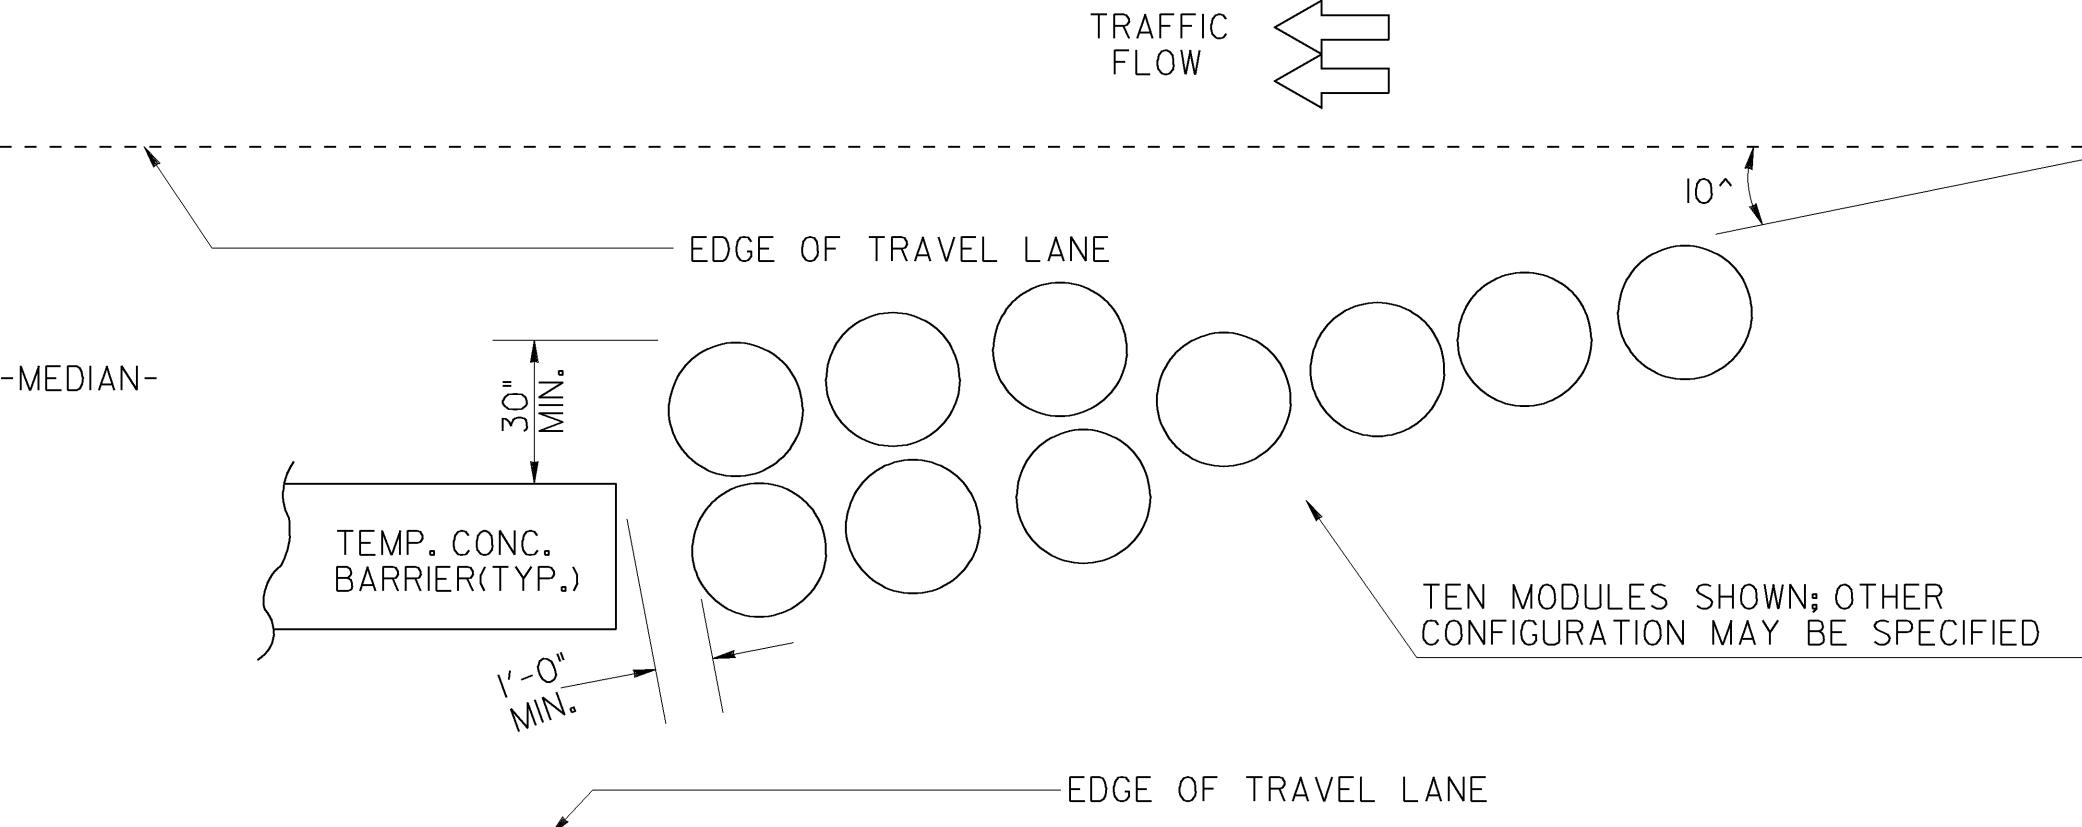 TRAFFIC
FLOW
10^
EDGE OF TRAVEL LANE
-MEDIAN-
30"
MIN.
TEMP. CONC.
BARRIER(TYP.)
TEN MODULES SHOWN; OTHER
CONFIGURATION MAY BE SPECIFIED
1'-0"
MIN.
EDGE OF TRAVEL LANE